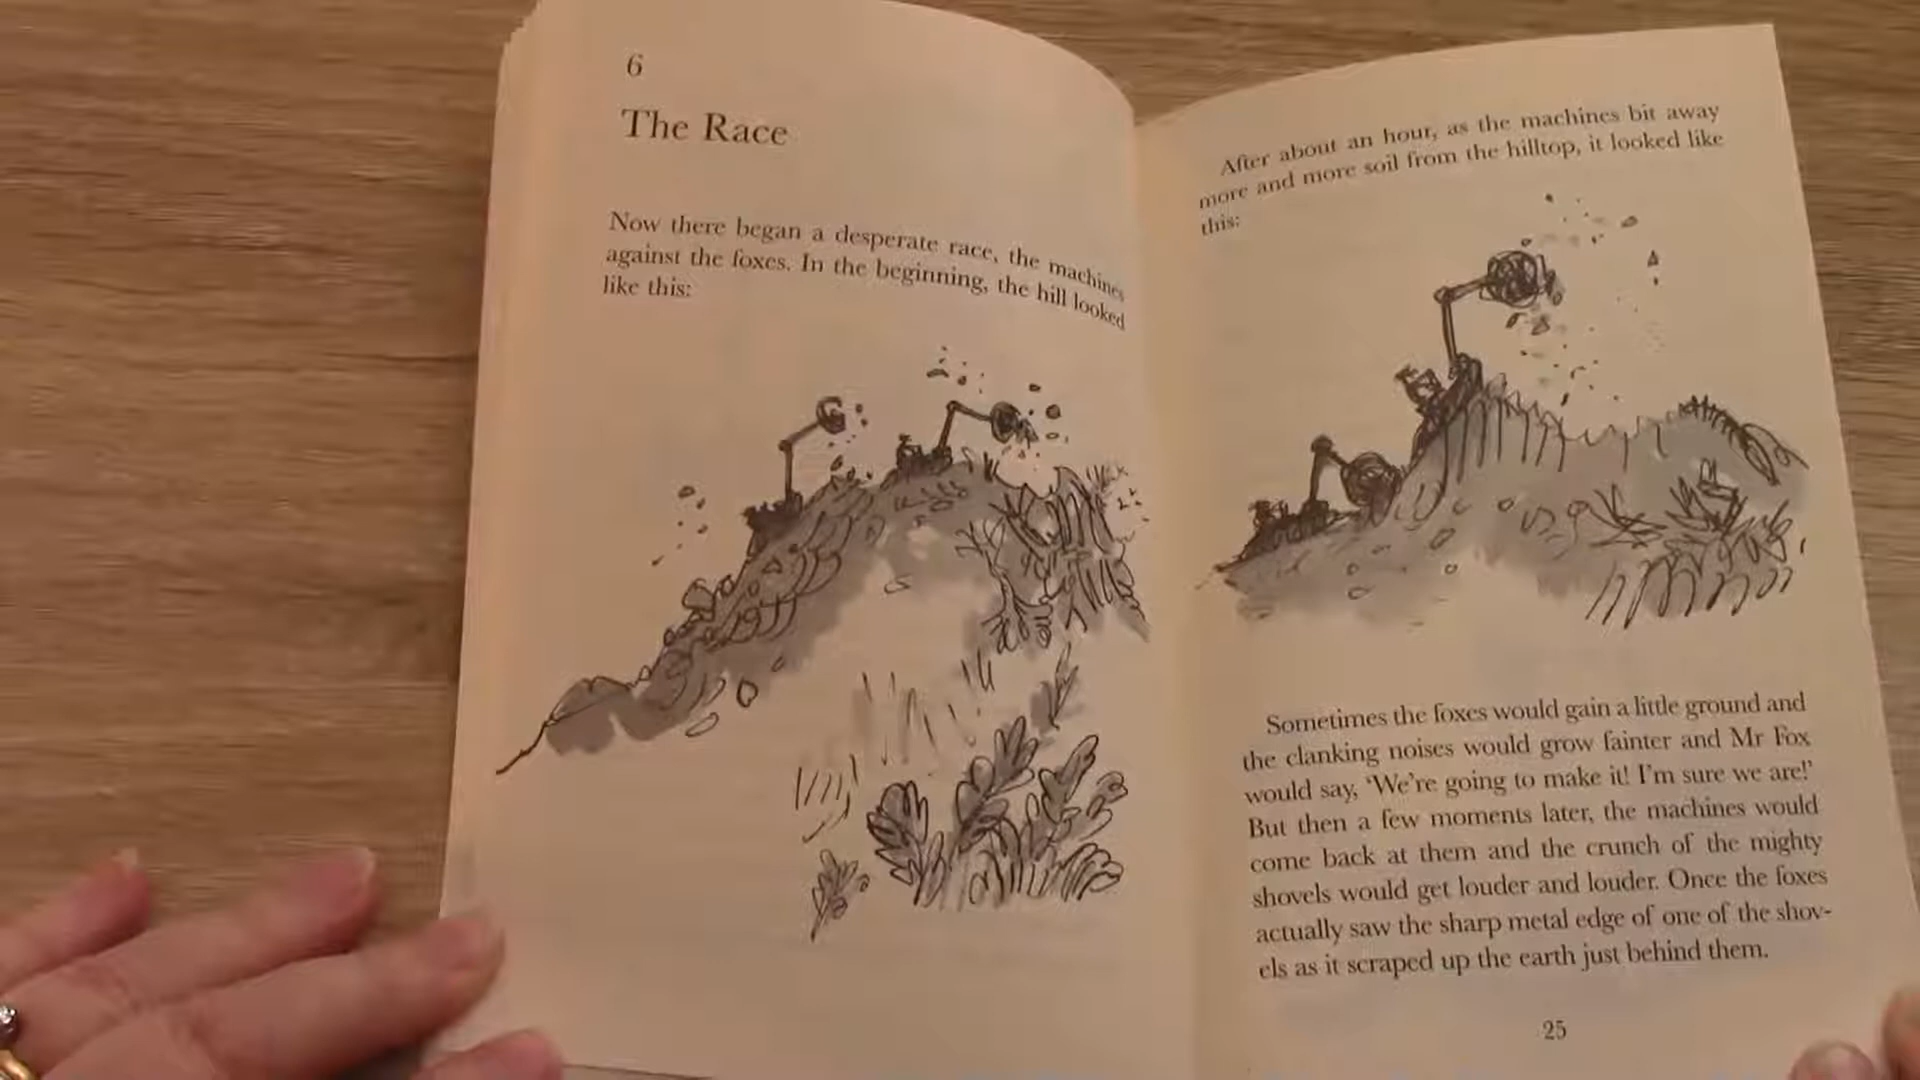 6
The Race
Now there began a desperate race, the machines
against the foxes. In the beginning, the hill looked
like this:
After about an hour, as the machines bit away
more and more soil from the hilltop, it looked like
this:
Sometimes the foxes would gain a little ground and
the clanking noises would grow fainter and Mr Fox
would say, ‘We’re going to make it! I’m sure we are!’
But then a few moments later, the machines would
come back at them and the crunch of the mighty
shovels would get louder and louder. Once the foxes
actually saw the sharp metal edge of one of the shov-
els as it scraped up the earth just behind them.
25